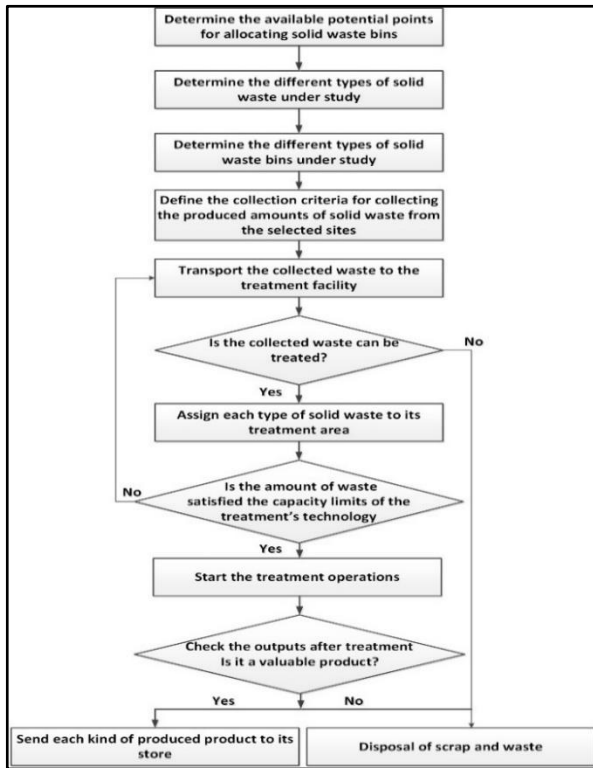 Determine the available potential points
for allocating solid waste bins
Determine the different types of solid
waste under study
Determine the different types of solid
waste bins under study
Define the collection criteria for collecting
the produced amounts of solid waste from
the selected sites
Transport the collected waste to the
treatment facility
Is the collected waste can be
treated?
No
Yes
Assign each type of solid waste to its
treatment area
Is the amount of waste
satisfied the capacity limits of the
treatment's technology
No
Yes
Start the treatment operations
Check the outputs after treatment
Is it a valuable product?
Yes
No
Send each kind of produced product to its
store
Disposal of scrap and waste